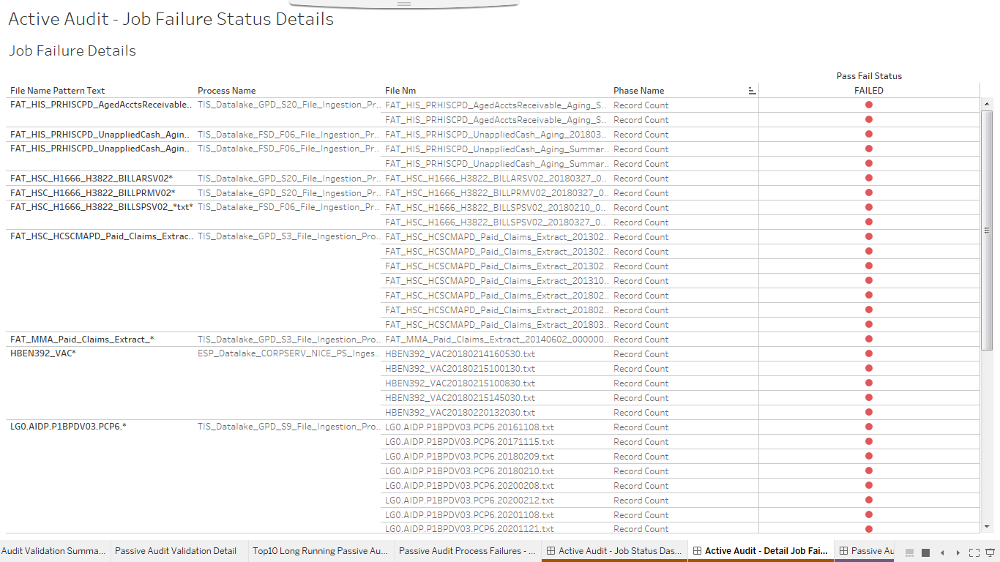 Active Audit - Job Failure Status Details
Job Failure Details
Pass Fail Status
File Name Pattern Text Process Name File Nm Phase Name FAILED
FAT_HIS_PRHISCPD_AgedAcctsReceivable.. TIS_Datalake_GPD_S20_File_Ingestion_Pr.. FAT_HIS_PRHISCPD_AgedAcctsReceivable_Aging_S.. Record Count
FAT_HIS_PRHISCPD_AgedAcctsReceivable_Aging_S.. Record Count
FAT_HIS_PRHISCPD_UnappliedCash_Agin.. TIS_Datalake_FSD_F06_File_Ingestion_Pr.. FAT_HIS_PRHISCPD_UnappliedCash_Aging_201803.. Record Count
FAT_HIS_PRHISCPD_UnappliedCash_Agin.. TIS_Datalake_FSD_F06_File_Ingestion_Pr.. FAT_HIS_PRHISCPD_UnappliedCash_Aging_Summar.. Record Count
FAT_HIS_PRHISCPD_UnappliedCash_Aging_Summar.. Record Count
FAT_HSC_H1666_H3822_BILLARSV02* TIS_Datalake_GPD_S20_File_Ingestion_Pr.. FAT_HSC_H1666_H3822_BILLARSV02_20180327_0.. Record Count
FAT_HSC_H1666_H3822_BILLPRMV02* TIS_Datalake_GPD_S20_File_Ingestion_Pr.. FAT_HSC_H1666_H3822_BILLPRMV02_20180327_0.. Record Count
FAT_HSC_H1666_H3822_BILLSPSV02_*txt* TIS_Datalake_FSD_F06_File_Ingestion_Pr.. FAT_HSC_H1666_H3822_BILLSPSV02_20180210_0.. Record Count
FAT_HSC_H1666_H3822_BILLSPSV02_20180327_0.. Record Count
FAT_HSC_HCSCMAPD_Paid_Claims_Extrac.. TIS_Datalake_GPD_S3_File_Ingestion_Pro.. FAT_HSC_HCSCMAPD_Paid_Claims_Extract_201302.. Record Count
FAT_HSC_HCSCMAPD_Paid_Claims_Extract_201302.. Record Count
FAT_HSC_HCSCMAPD_Paid_Claims_Extract_201302.. Record Count
FAT_HSC_HCSCMAPD_Paid_Claims_Extract_201310.. Record Count
FAT_HSC_HCSCMAPD_Paid_Claims_Extract_201802.. Record Count
FAT_HSC_HCSCMAPD_Paid_Claims_Extract_201802.. Record Count
FAT_HSC_HCSCMAPD_Paid_Claims_Extract_201803.. Record Count
FAT_MMA_Paid_Claims_Extract_* TIS_Datalake_GPD_S3_File_Ingestion_Pro.. FAT_MMA_Paid_Claims_Extract_20140602_000000.. Record Count
HBEN392_VAC* ESP_Datalake_CORPSERV_NICE_PS_Inges.. HBEN392_VAC20180214160530.txt Record Count
HBEN392_VAC20180215100130.txt Record Count
HBEN392_VAC20180215100830.txt Record Count
HBEN392_VAC20180215145030.txt Record Count
HBEN392_VAC20180220132030.txt Record Count
LG0.AIDP.P1BPDV03.PCP6.* TIS_Datalake_GPD_S9_File_Ingestion_Pro.. LG0.AIDP.P1BPDV03.PCP6.20161108.txt Record Count
LG0.AIDP.P1BPDV03.PCP6.20171115.txt Record Count
LG0.AIDP.P1BPDV03.PCP6.20180209.txt Record Count
LG0.AIDP.P1BPDV03.PCP6.20180210.txt Record Count
LG0.AIDP.P1BPDV03.PCP6.20200208.txt Record Count
LG0.AIDP.P1BPDV03.PCP6.20200212.txt Record Count
LG0.AIDP.P1BPDV03.PCP6.20201108.txt Record Count
LG0.AIDP.P1BPDV03.PCP6.20201121.txt Record Count
Audit Validation Summa... Passive Audit Validation Detail Top10 Long Running Passive Au... Passive Audit Process Failures - ... Active Audit - Job Status Das... Active Audit - Detail Job Fai... Passive Au